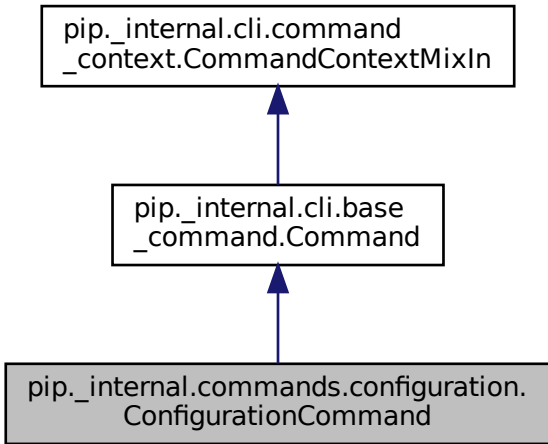 pip._internal.cli.command
_context.CommandContextMixIn
pip._internal.cli.base
_command.Command
pip._internal.commands.configuration.
ConfigurationCommand